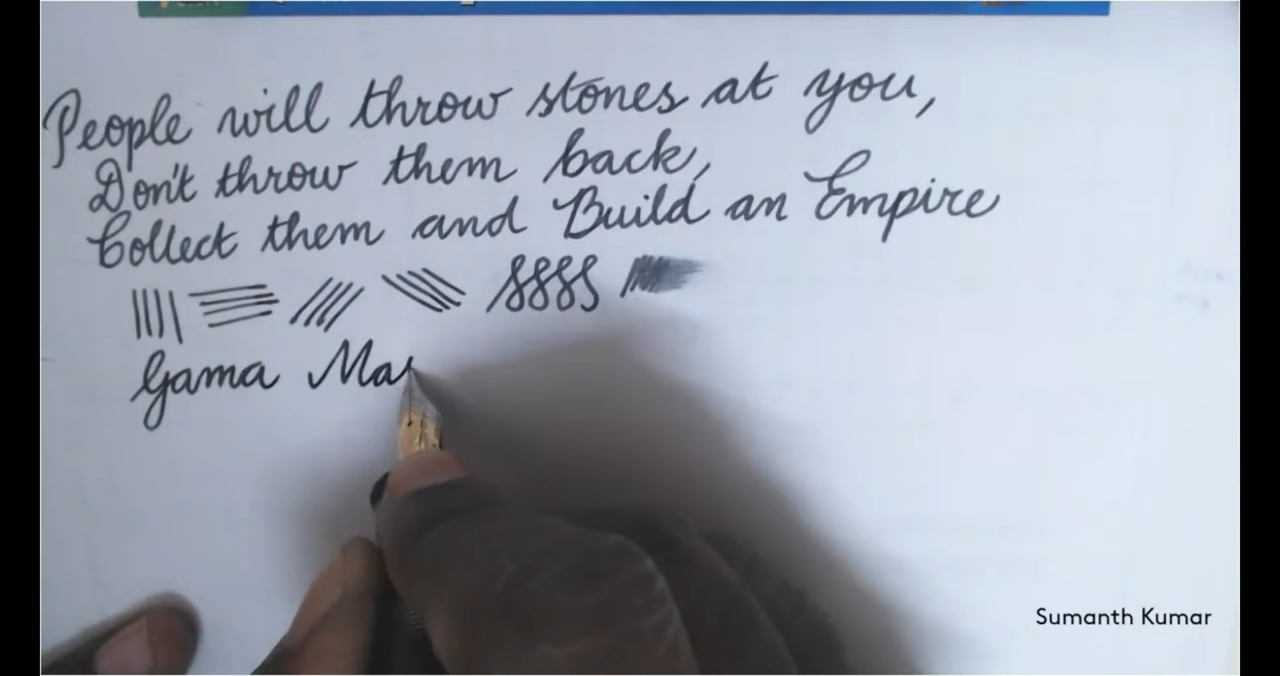 People will throw stones at you,
Don't throw them back,
Collect them and Build an Empire
Gama Ma
Sumanth Kumar